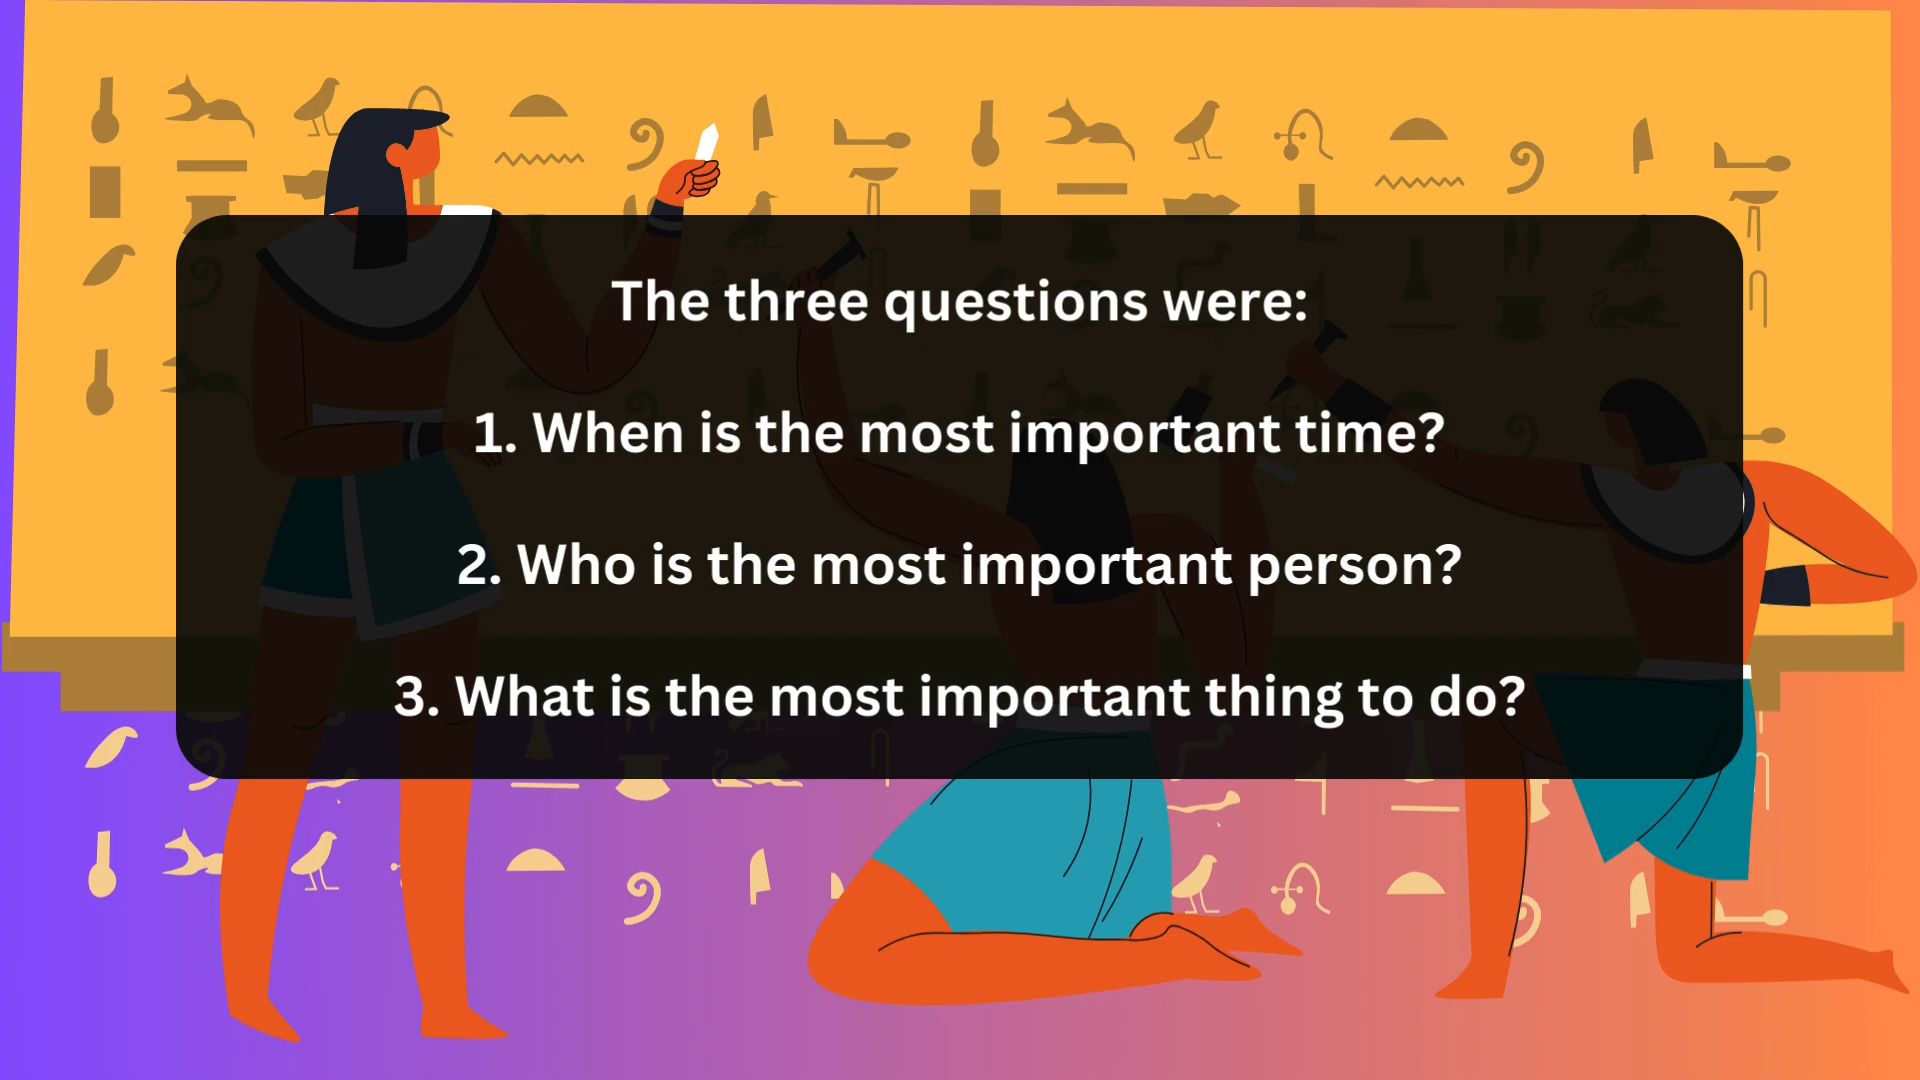 The three questions were:
1. When is the most important time?
2. Who is the most important person?
3. What is the most important thing to do?